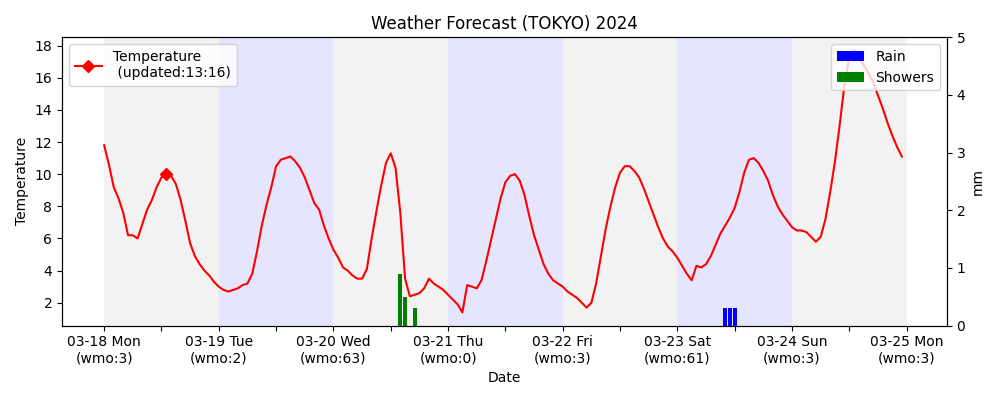 Weather Forecast (TOKYO) 2024
Temperature
(updated:13:16)
Rain
Showers
18
16
14
12
10
8
6
4
2
Temperature
5
4
3
2
1
0
mm
03-18 Mon
(wmo:3)
03-19 Tue
(wmo:2)
03-20 Wed
(wmo:63)
03-21 Thu
(wmo:0)
03-22 Fri
(wmo:3)
03-23 Sat
(wmo:61)
03-24 Sun
(wmo:3)
03-25 Mon
(wmo:3)
Date